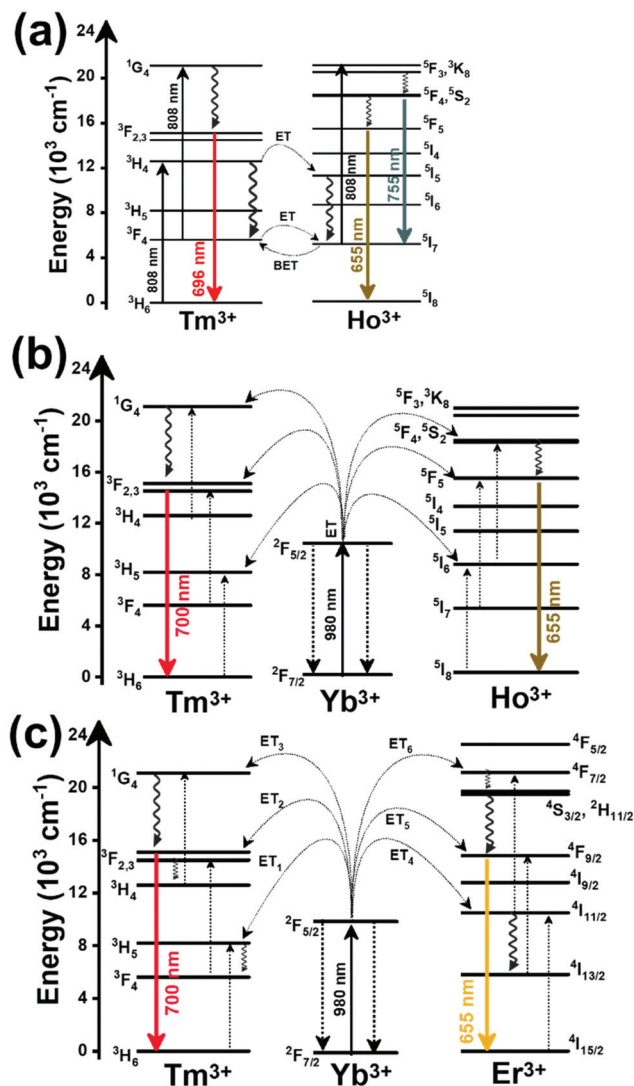 (a)
Energy (10³ cm⁻¹)
24
20
16
12
8
4
0
¹G₄
³F₂,₃
³H₄
³H₅
³F₄
³H₆
808 nm
808 nm
696 nm
Tm³⁺
ET
ET
BET
808 nm
655 nm
755 nm
⁵F₃,³K₈
⁵F₄,⁵S₂
⁵F₅
⁵I₄
⁵I₅
⁵I₆
⁵I₇
⁵I₈
Ho³⁺
(b)
Energy (10³ cm⁻¹)
24
20
16
12
8
4
0
¹G₄
³F₂,₃
³H₄
³H₅
³F₄
³H₆
700 nm
Tm³⁺
ET
²F₅/₂
980 nm
²F₇/₂
Yb³⁺
⁵F₃,³K₈
⁵F₄,⁵S₂
⁵F₅
⁵I₄
⁵I₅
⁵I₆
⁵I₇
⁵I₈
655 nm
Ho³⁺
(c)
Energy (10³ cm⁻¹)
24
20
16
12
8
4
0
¹G₄
³F₂,₃
³H₄
³H₅
³F₄
³H₆
700 nm
Tm³⁺
ET₃
ET₂
ET₁
ET₆
ET₅
ET₄
²F₅/₂
980 nm
²F₇/₂
Yb³⁺
⁴F₅/₂
⁴F₇/₂
⁴S₃/₂, ²H₁₁/₂
⁴F₉/₂
⁴I₉/₂
⁴I₁₁/₂
⁴I₁₃/₂
⁴I₁₅/₂
655 nm
Er³⁺